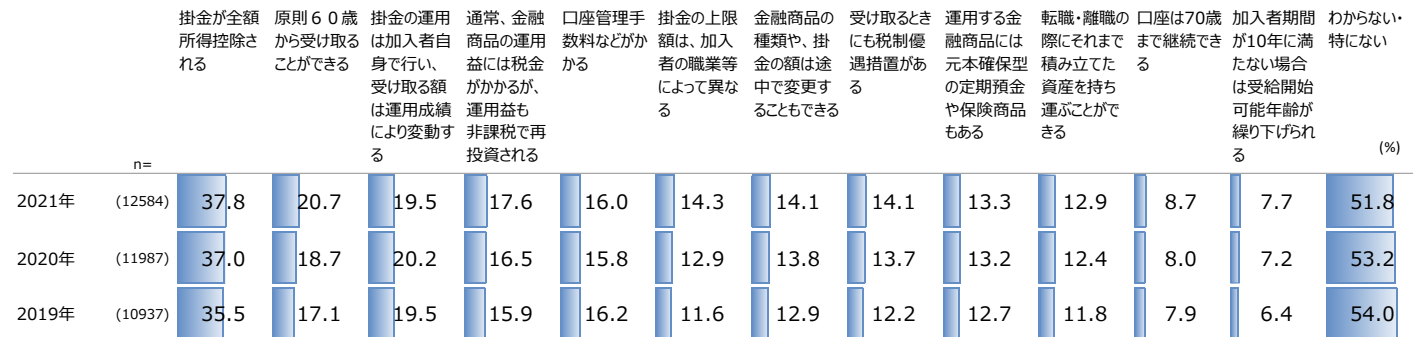 掛金が全額
所得控除さ
れる
原則６０歳
から受け取る
ことができる
掛金の運用
は加入者自
身で行い、
受け取る額
は運用成績
により変動す
る
通常、金融
商品の運用
益には税金
がかかるが、
運用益も
非課税で再
投資される
口座管理手
数料などがか
かる
掛金の上限
額は、加入
者の職業等
によって異な
る
金融商品の
種類や、掛
金の額は途
中で変更す
ることもできる
受け取るとき
にも税制優
遇措置があ
る
運用する金
融商品には
元本確保型
の定期預金
や保険商品
もある
転職・離職の
際にそれまで
積み立てた
資産を持ち
運ぶことがで
きる
口座は70歳
まで継続でき
る
加入者期間
が10年に満
たない場合
は受給開始
可能年齢が
繰り下げられ
る
わからない・
特にない
n=
(%)
2021年 (12584) 37.8 20.7 19.5 17.6 16.0 14.3 14.1 14.1 13.3 12.9 8.7 7.7 51.8
2020年 (11987) 37.0 18.7 20.2 16.5 15.8 12.9 13.8 13.7 13.2 12.4 8.0 7.2 53.2
2019年 (10937) 35.5 17.1 19.5 15.9 16.2 11.6 12.9 12.2 12.7 11.8 7.9 6.4 54.0